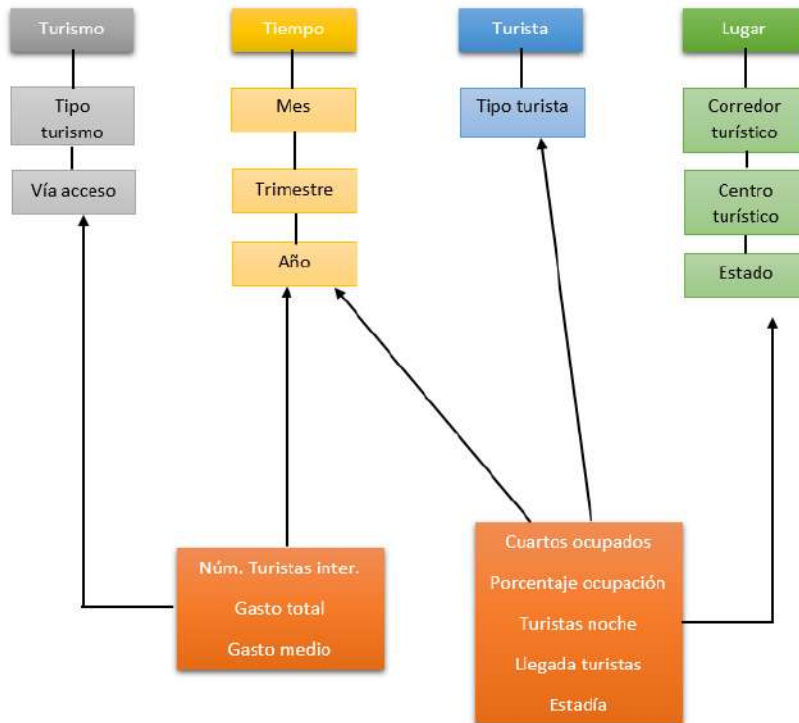 Turismo
Tiempo
Turista
Lugar
Tipo
turismo
Mes
Tipo turista
Corredor
turístico
Vía acceso
Trimestre
Centro
turístico
Año
Estado
Núm. Turistas inter.
Gasto total
Gasto medio
Cuartos ocupados
Porcentaje ocupación
Turistas noche
Llegada turistas
Estadía